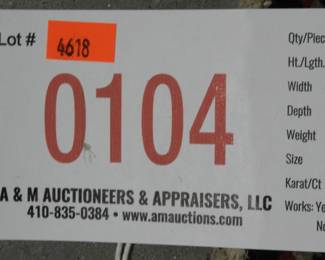 Lot # 4618
Qty/Piec
Ht./Lgth.
Width
0104
Depth
Weight
Size
Karat/Ct
A & M AUCTIONEERS & APPRAISERS, LLC
Works: Ye
410-835-0384 • www.amauctions.com
No